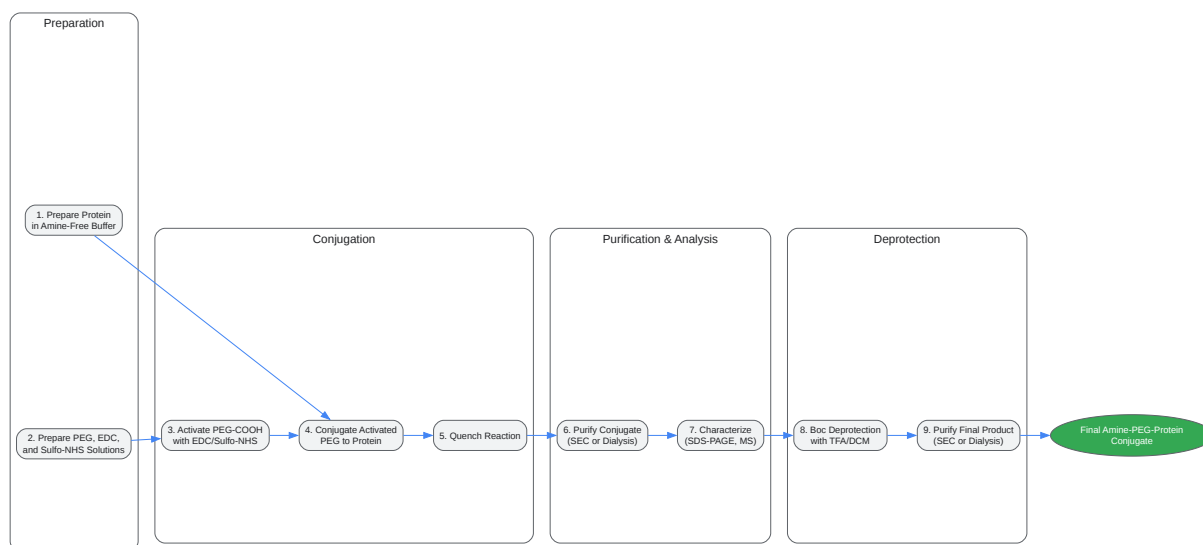 Preparation
1. Prepare Protein
in Amine-Free Buffer
2. Prepare PEG, EDC,
and Sulfo-NHS Solutions
Conjugation
3. Activate PEG-COOH
with EDC/Sulfo-NHS
4. Conjugate Activated
PEG to Protein
5. Quench Reaction
Purification & Analysis
6. Purify Conjugate
(SEC or Dialysis)
7. Characterize
(SDS-PAGE, MS)
Deprotection
8. Boc Deprotection
with TFA/DCM
9. Purify Final Product
(SEC or Dialysis)
Final Amine-PEG-Protein
Conjugate